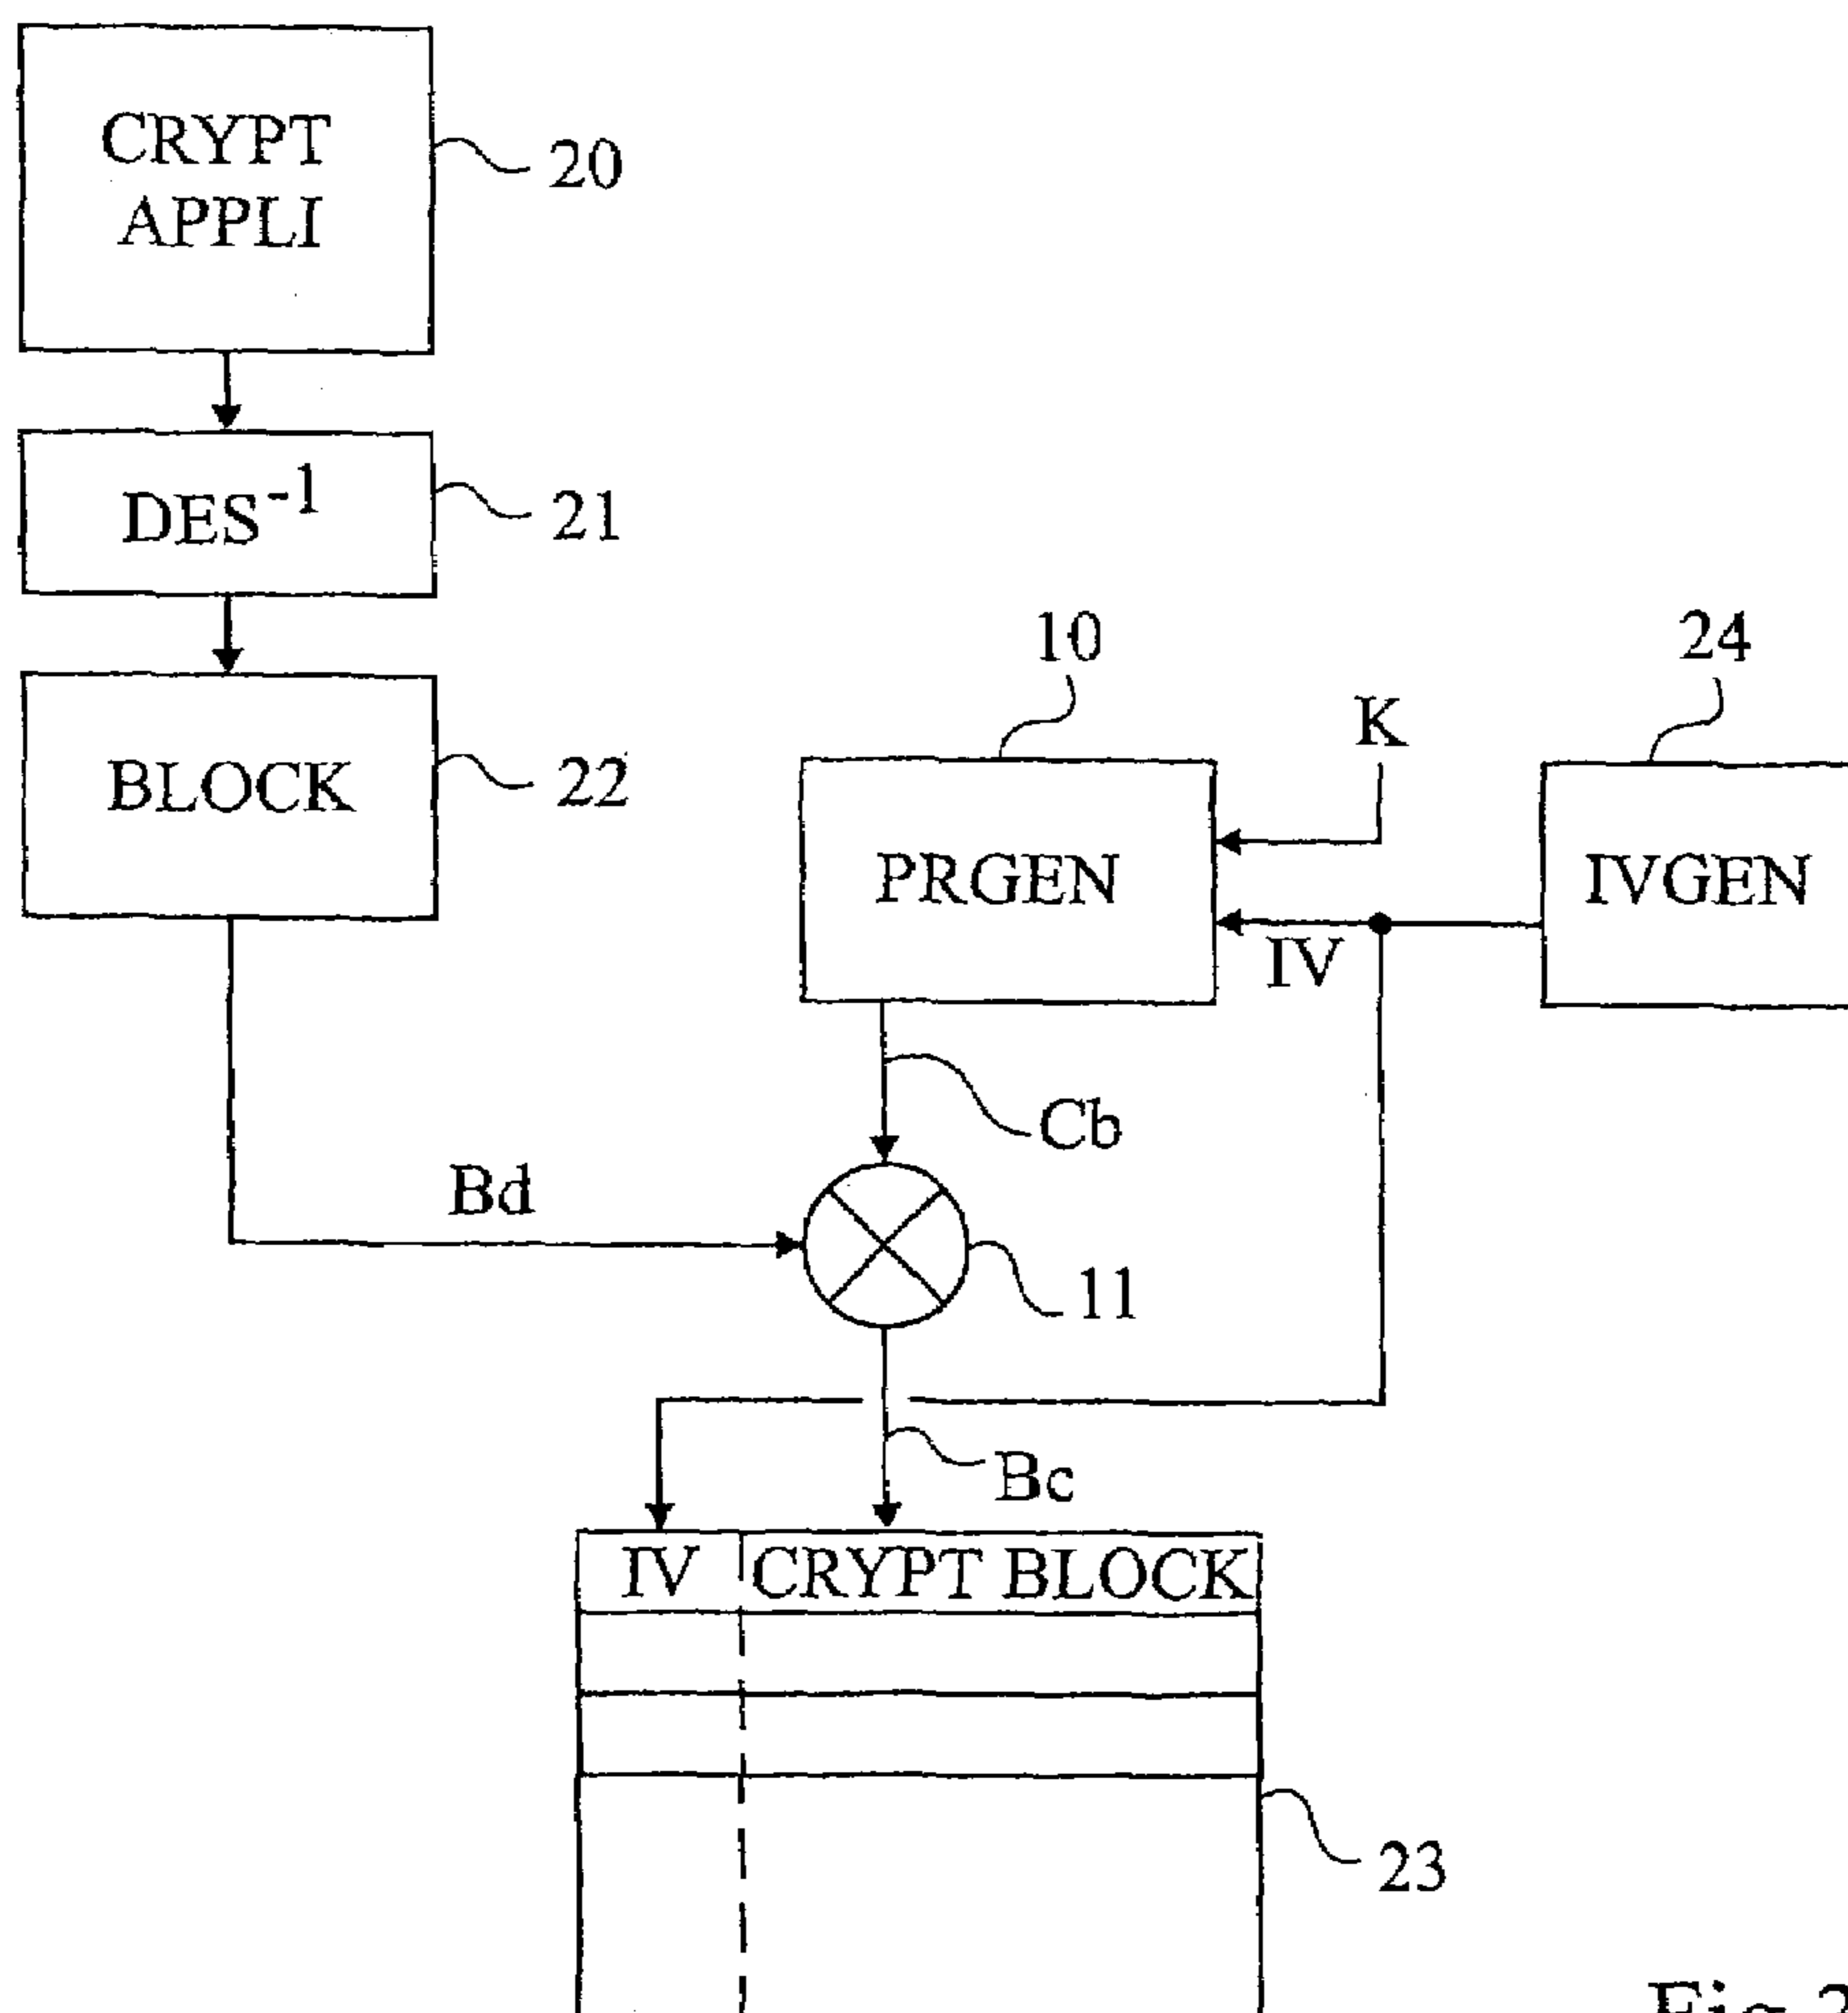 CRYPT
APPLI
20
DES-1
21
BLOCK
22
10
24
K
PRGEN
IVGEN
IV
Cb
Bd
11
Bc
IV CRYPT BLOCK
23